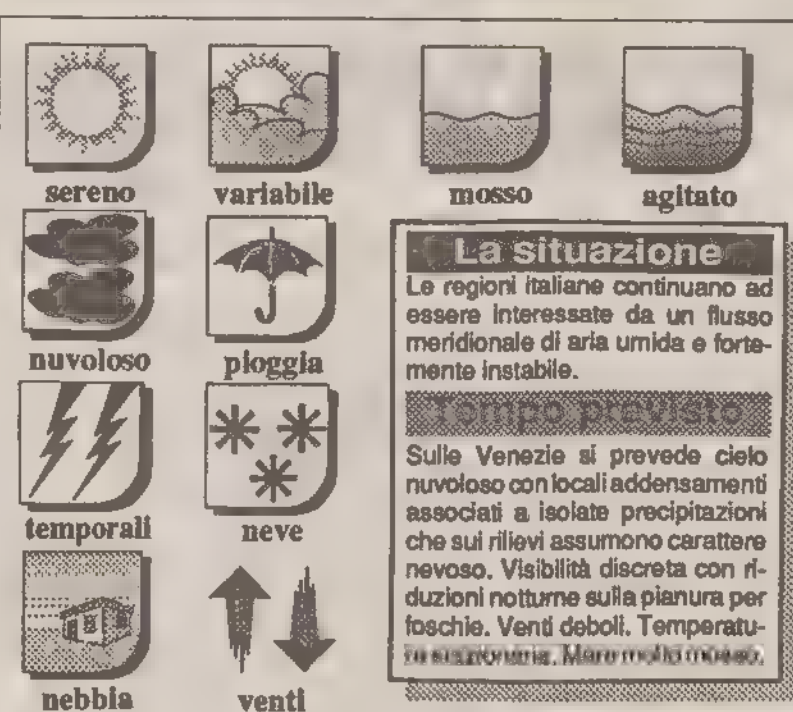 sereno
variabile
mosso
agitato
nuvoloso
pioggia
temporali
neve
nebbia
venti
La situazione
Le regioni italiane continuano ad
essere interessate da un flusso
meridionale di aria umida e forte-
mente instabile.
Tempo previsto
Sulle Venezie si prevede cielo
nuvoloso con locali addensamenti
associati a isolate precipitazioni
che sui rilievi assumono carattere
nevoso. Visibilità discreta con ri-
duzioni notturne sulla pianura per
foschie. Venti deboli. Temperatu-
Mare molto mosso.